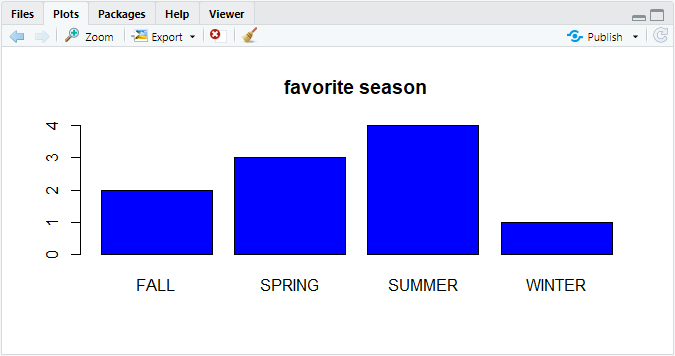 Files Plots Packages Help Viewer
Zoom Export Publish
favorite season
4
3
2
1
0
FALL SPRING SUMMER WINTER